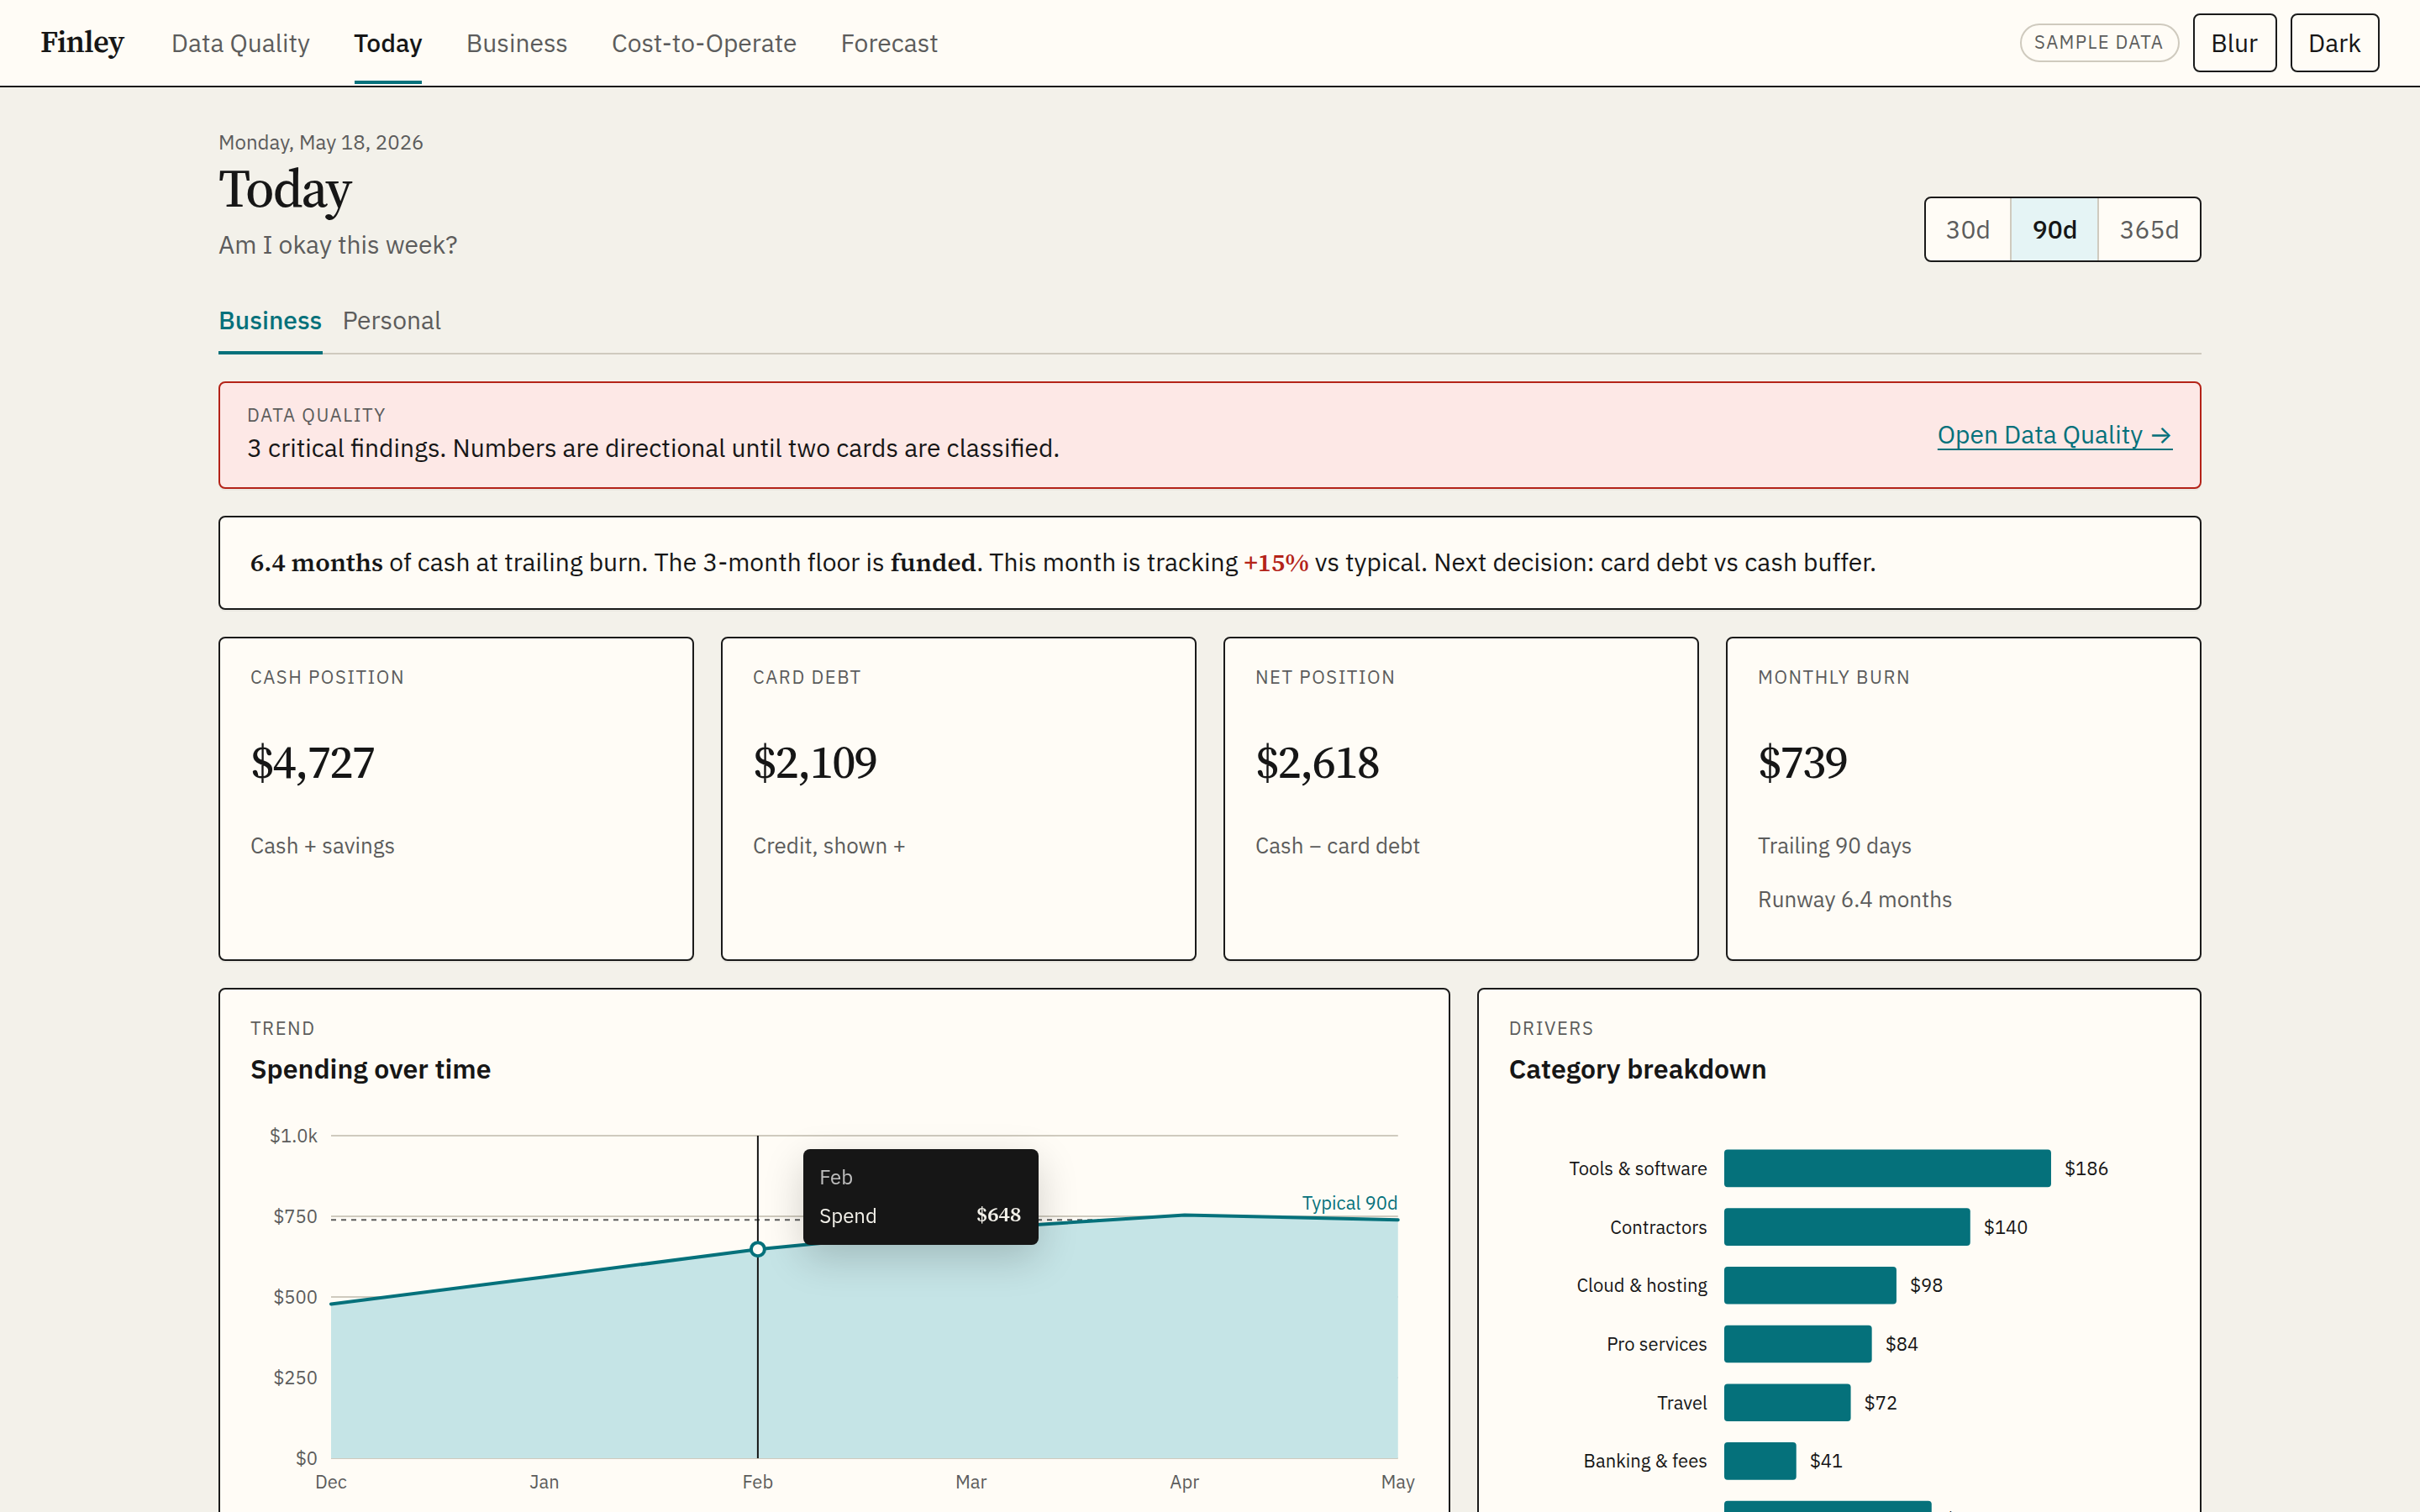 Finley
Data Quality
Today
Business
Cost-to-Operate
Forecast
SAMPLE DATA
Blur
Dark
Monday, May 18, 2026
Today
Am I okay this week?
30d
90d
365d
Business
Personal
DATA QUALITY
3 critical findings. Numbers are directional until two cards are classified.
Open Data Quality →
6.4 months of cash at trailing burn. The 3-month floor is funded. This month is tracking +15% vs typical. Next decision: card debt vs cash buffer.
CASH POSITION
$4,727
Cash + savings
CARD DEBT
$2,109
Credit, shown +
NET POSITION
$2,618
Cash − card debt
MONTHLY BURN
$739
Trailing 90 days
Runway 6.4 months
TREND
Spending over time
$1.0k
$750
$500
$250
$0
Feb
Spend $648
Typical 90d
Dec
Jan
Feb
Mar
Apr
May
DRIVERS
Category breakdown
Tools & software $186
Contractors $140
Cloud & hosting $98
Pro services $84
Travel $72
Banking & fees $41